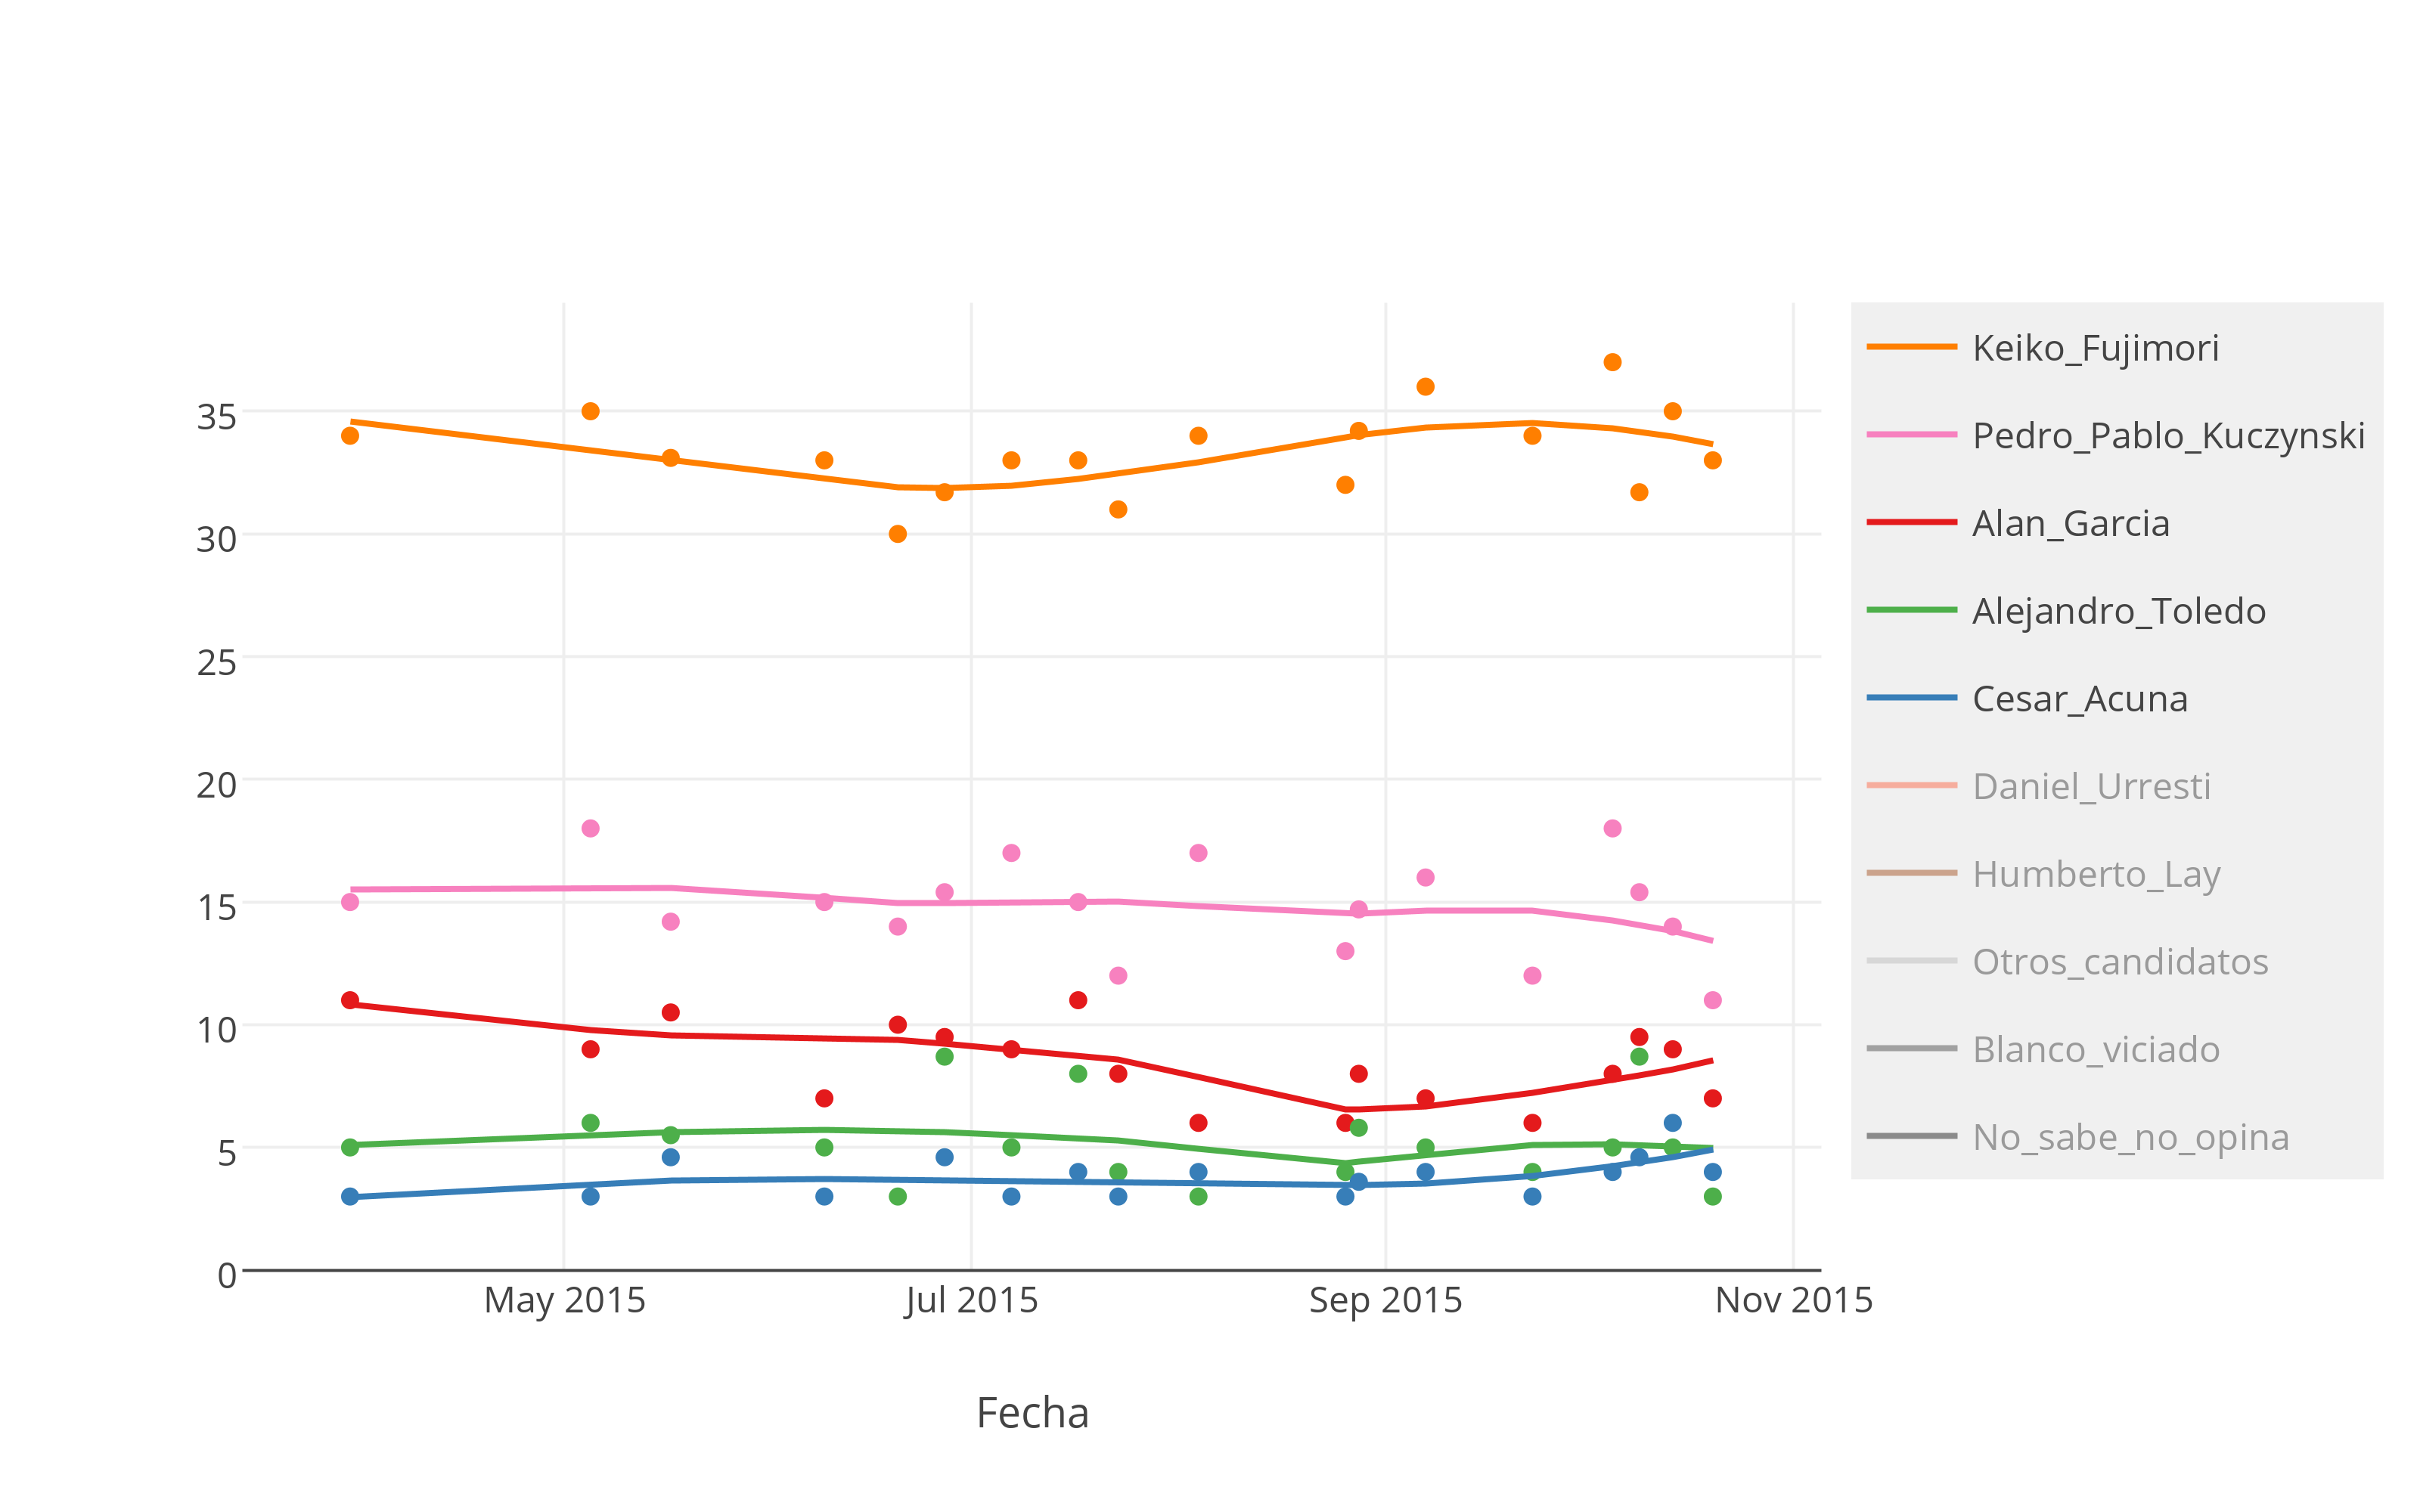 35
30
25
20
15
10
5
0
May 2015
Jul 2015
Sep 2015
Nov 2015
Fecha
Keiko_Fujimori
Pedro_Pablo_Kuczynski
Alan_Garcia
Alejandro_Toledo
Cesar_Acuna
Daniel_Urresti
Humberto_Lay
Otros_candidatos
Blanco_viciado
No_sabe_no_opina